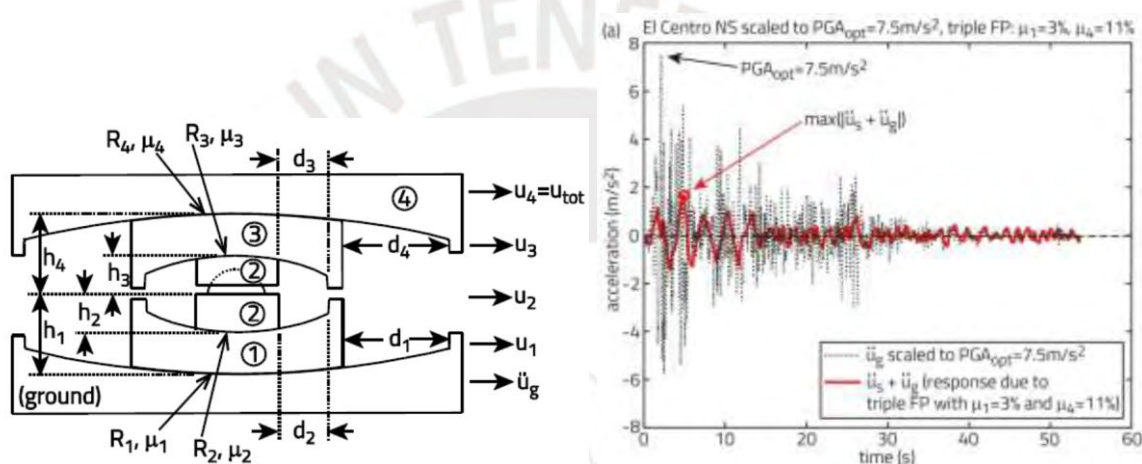 IN TEN
R₄, μ₄
R₃, μ₃
d₃
④
u₄=uₜₒₜ
③
u₃
h₄
h₃
②
d₄
u₂
h₂
②
h₁
d₁
u₁
①
(ground)
üg
R₁, μ₁
R₂, μ₂
d₂
(a) El Centro NS scaled to PGAopt=7.5m/s², triple FP: μ₁=3%, μ₄=11%
8
PGAopt=7.5m/s²
6
max(|üs + üg|)
4
2
0
-2
-4
-6
-8
acceleration (m/s²)
üg scaled to PGAopt=7.5m/s²
üs + üg (response due to
triple FP with μ₁=3% and μ₄=11%)
0 10 20 30 40 50 60
time (s)